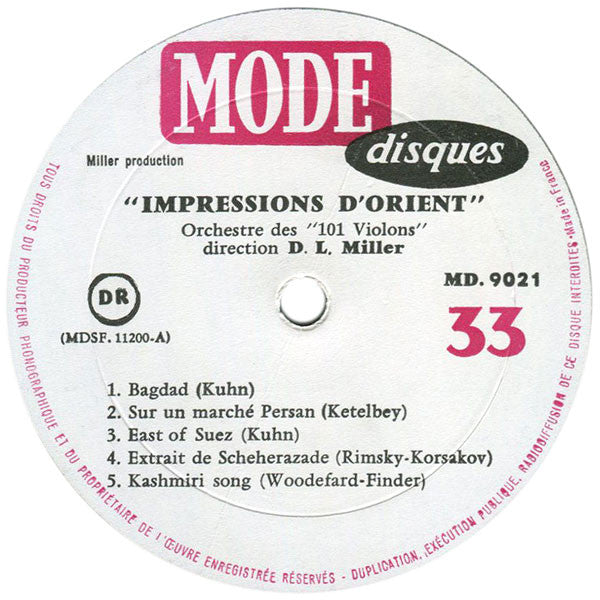 MODE
disques
Miller production
"IMPRESSIONS D'ORIENT"
Orchestre des "101 Violons"
direction D. L. Miller
DR
(MDSF. 11200-A)
MD. 9021
33
1. Bagdad (Kuhn)
2. Sur un marché Persan (Ketelbey)
3. East of Suez (Kuhn)
4. Extrait de Scheherazade (Rimsky-Korsakov)
5. Kashmiri song (Woodefard-Finder)
TOUS DROITS DU PRODUCTEUR PHONOGRAPHIQUE ET DU PROPRIÉTAIRE DE L'ŒUVRE ENREGISTRÉE RÉSERVÉS - DUPLICATION, EXÉCUTION PUBLIQUE, RADIODIFFUSION DE CE DISQUE INTERDITES • Made in France